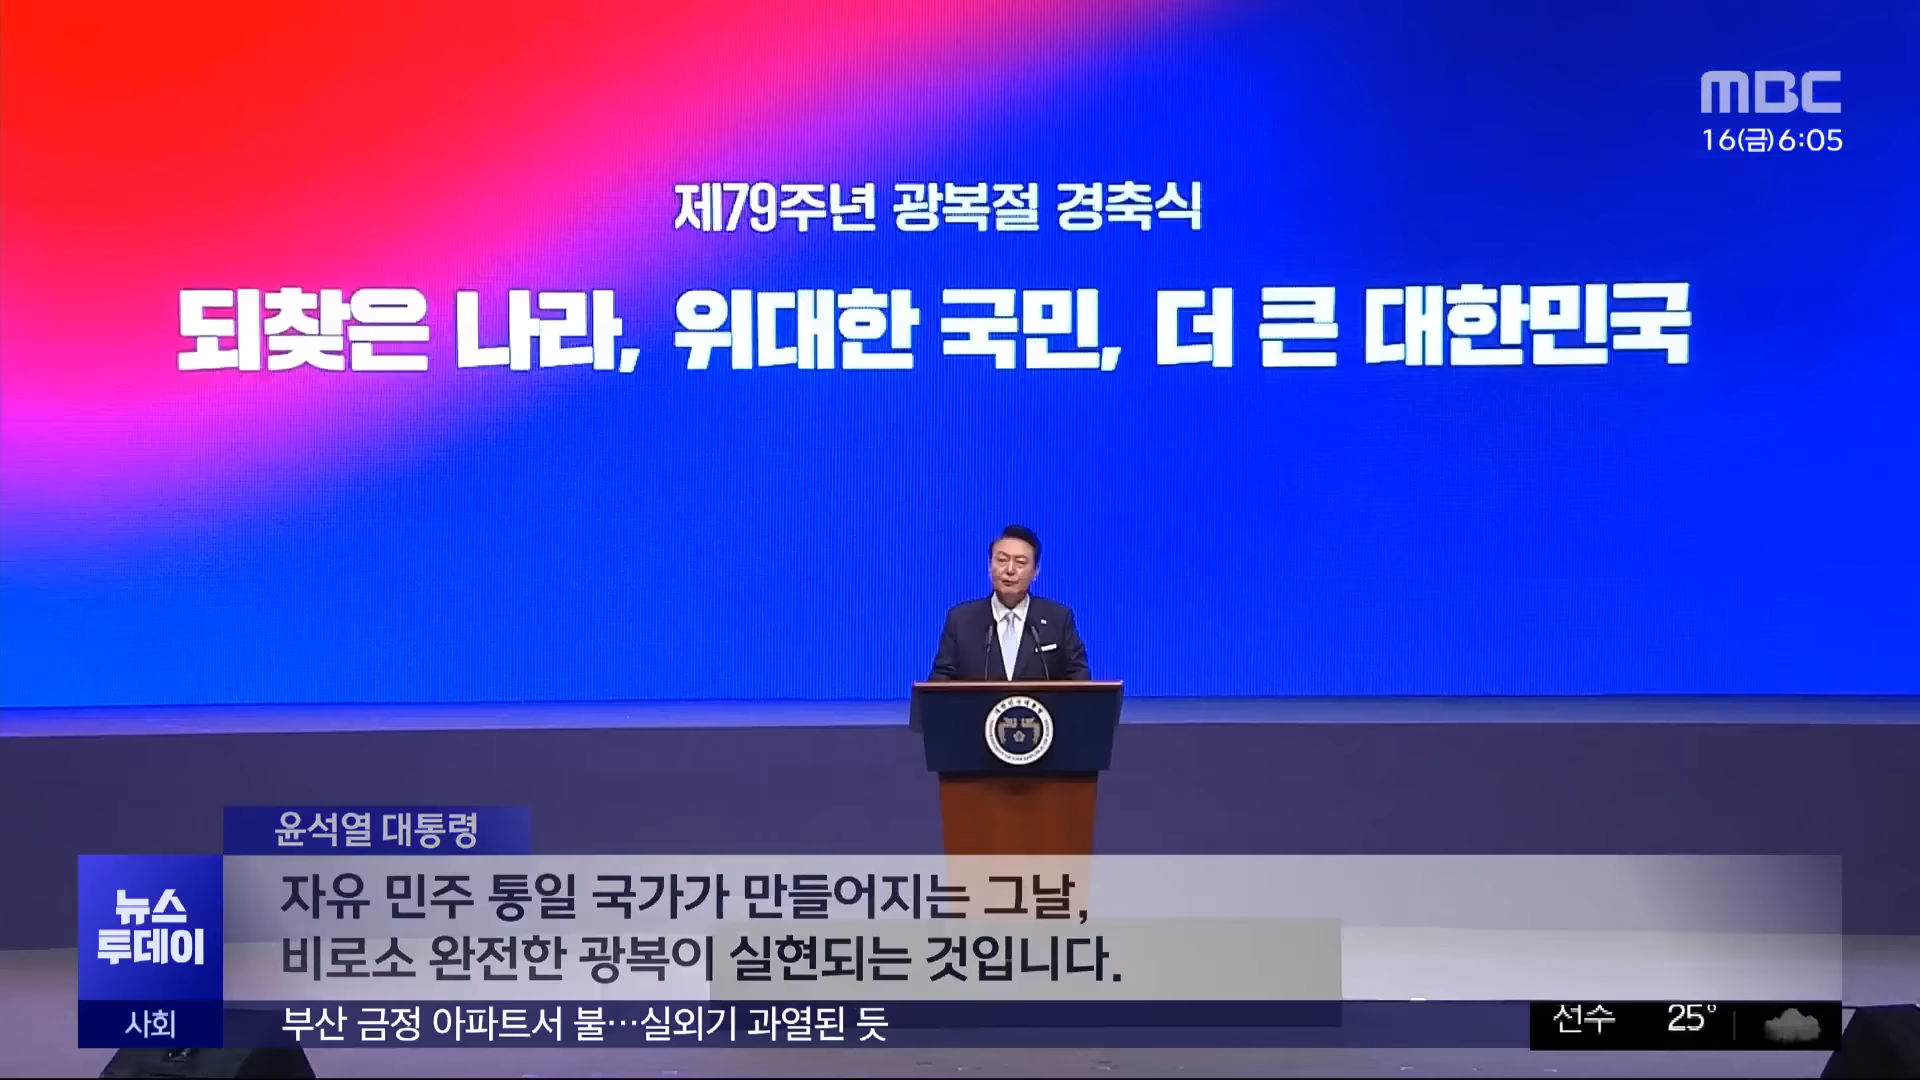 MBC
16(금)6:05
제79주년 광복절 경축식
되찾은 나라, 위대한 국민, 더 큰 대한민국
윤석열 대통령
뉴스
투데이
자유 민주 통일 국가가 만들어지는 그날,
비로소 완전한 광복이 실현되는 것입니다.
사회
부산 금정 아파트서 불…실외기 과열된 듯
선수 25°